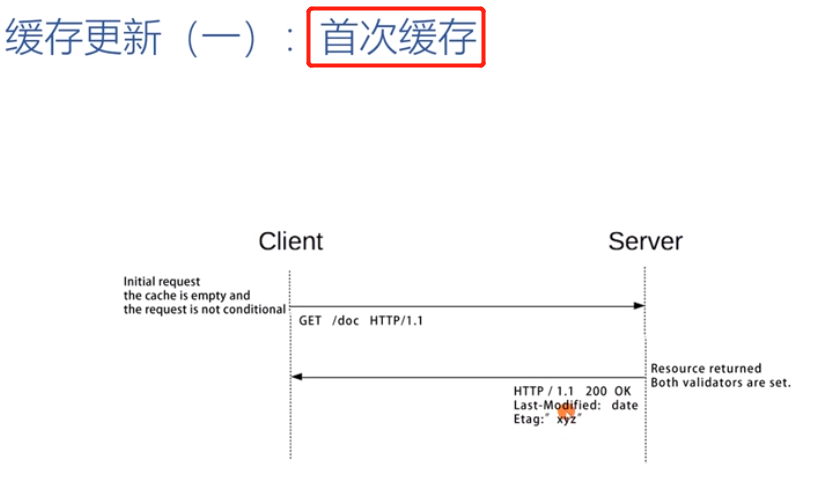 缓存更新（一）：首次缓存
Client
Server
Initial request
the cache is empty and
the request is not conditional
GET /doc HTTP/1.1
Resource returned
Both validators are set.
HTTP / 1.1 200 OK
Last-Modified: date
Etag:" xyz"